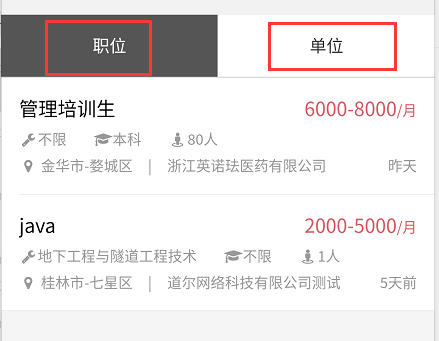 职位 单位
管理培训生 6000-8000/月
不限 本科 80人
金华市-婺城区 | 浙江英诺珐医药有限公司 昨天
java 2000-5000/月
地下工程与隧道工程技术 不限 1人
桂林市-七星区 | 道尔网络科技有限公司测试 5天前